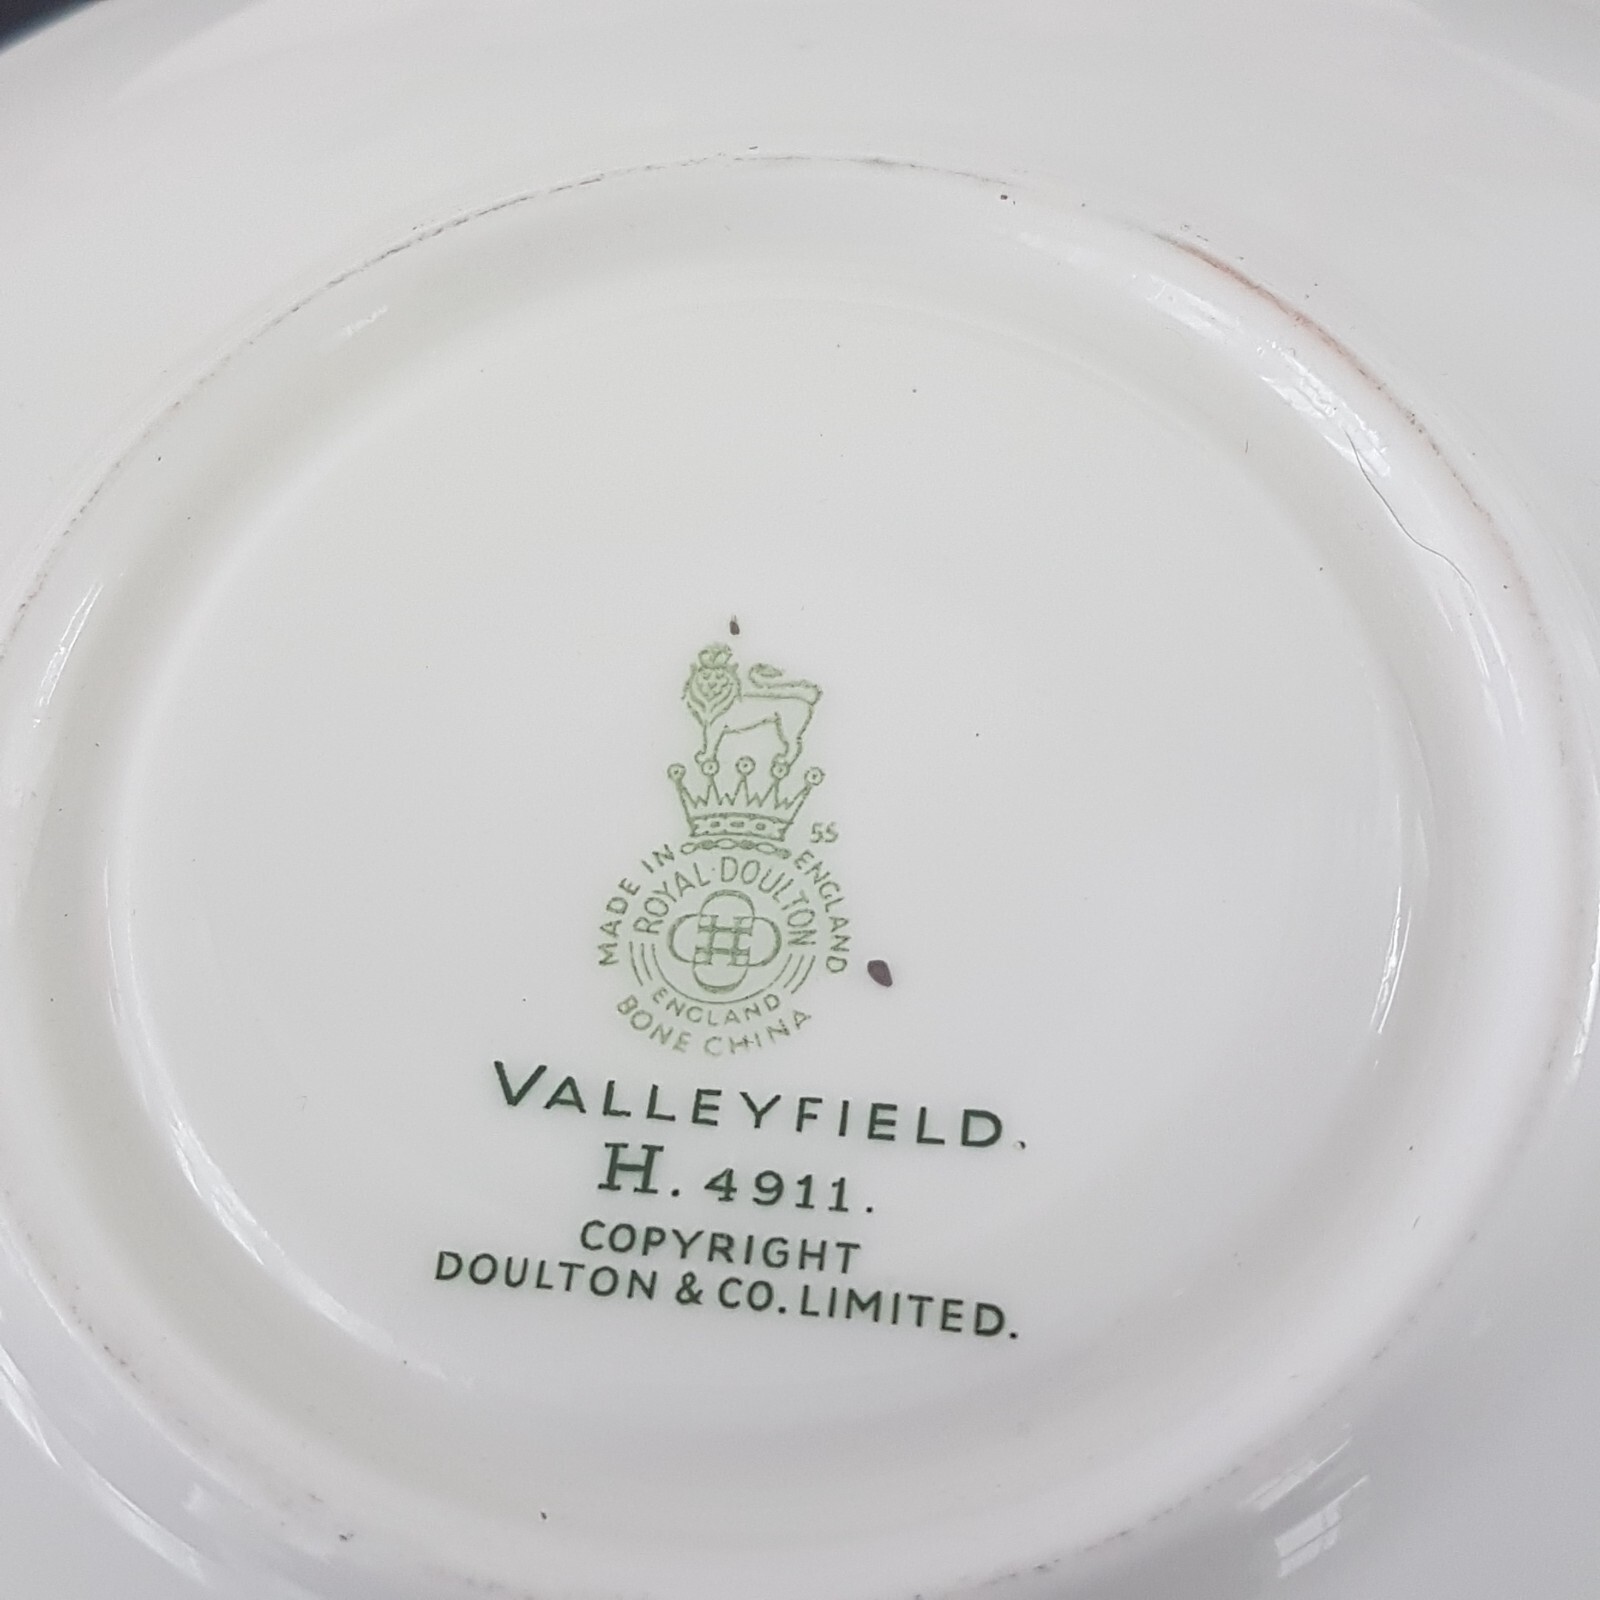 55
MADE IN ENGLAND
ROYAL·DOULTON
ENGLAND
BONE CHINA
VALLEYFIELD.
H. 4911.
COPYRIGHT
DOULTON & CO. LIMITED.